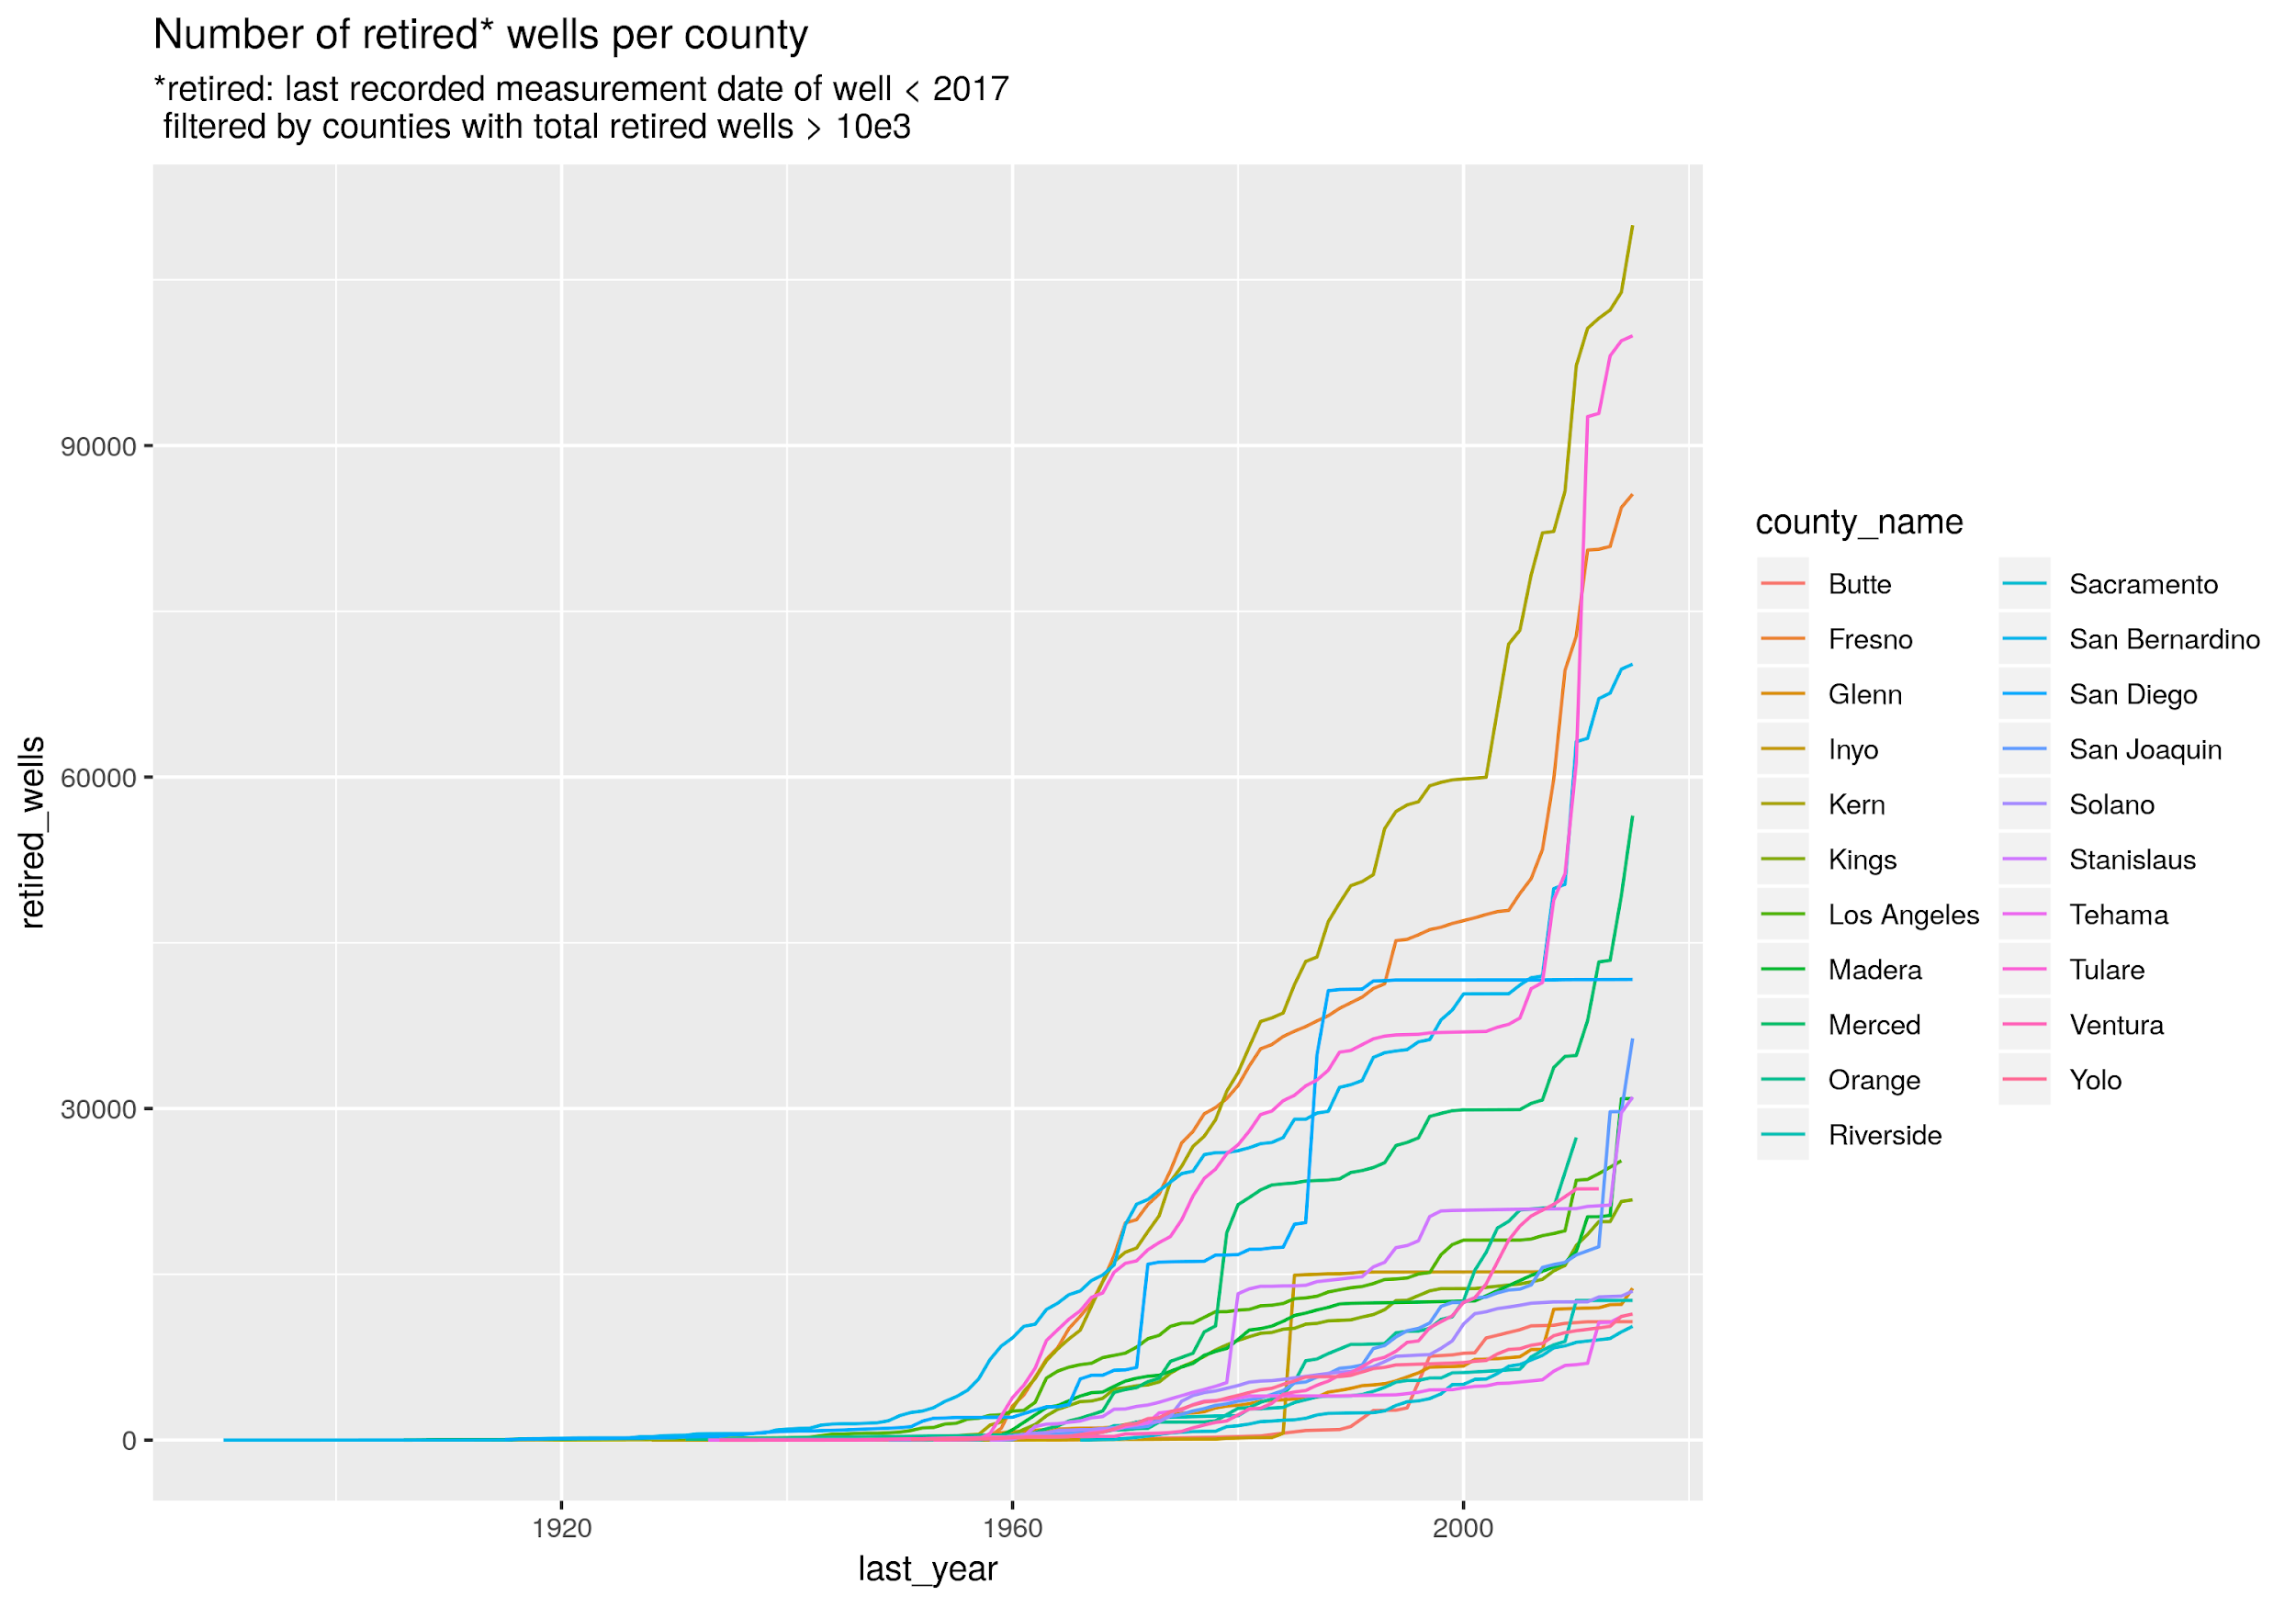 Number of retired* wells per county
*retired: last recorded measurement date of well < 2017
filtered by counties with total retired wells > 10e3
90000
60000
30000
0
retired_wells
1920
1960
2000
last_year
county_name
Butte
Fresno
Glenn
Inyo
Kern
Kings
Los Angeles
Madera
Merced
Orange
Riverside
Sacramento
San Bernardino
San Diego
San Joaquin
Solano
Stanislaus
Tehama
Tulare
Ventura
Yolo